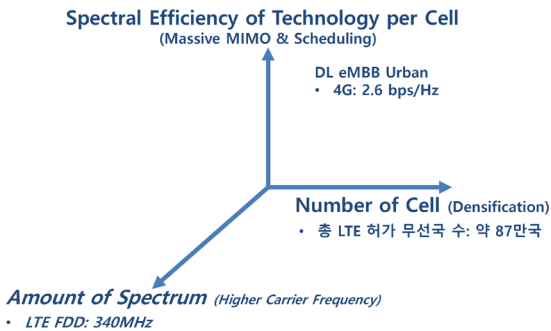 Spectral Efficiency of Technology per Cell
(Massive MIMO & Scheduling)
DL eMBB Urban
• 4G: 2.6 bps/Hz
Number of Cell (Densification)
• 총 LTE 허가 무선국 수: 약 87만국
Amount of Spectrum (Higher Carrier Frequency)
• LTE FDD: 340MHz